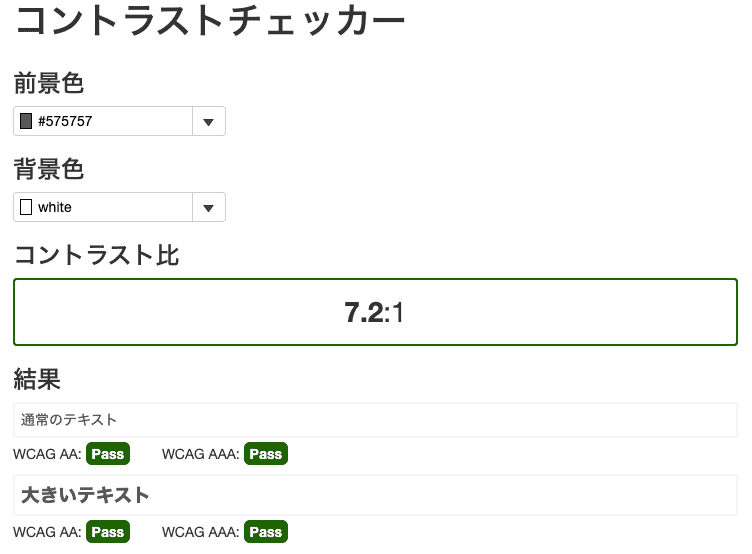 コントラストチェッカー
前景色
#575757
背景色
white
コントラスト比
7.2:1
結果
通常のテキスト
WCAG AA: Pass WCAG AAA: Pass
大きいテキスト
WCAG AA: Pass WCAG AAA: Pass